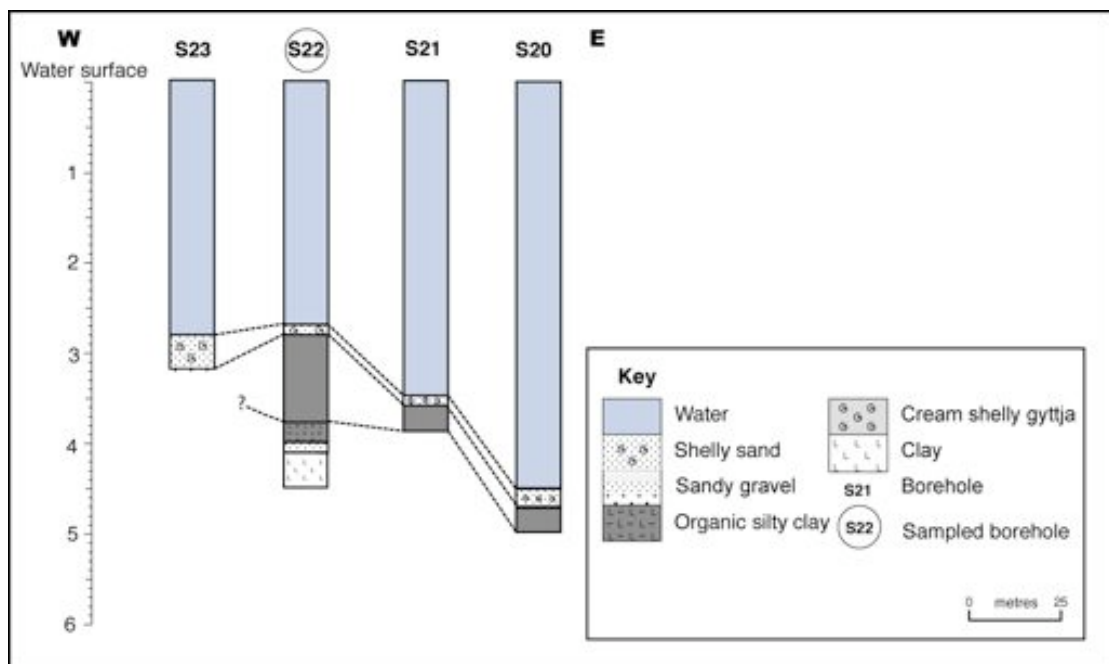 W S23 S22 S21 S20 E
Water surface
1
2
3
?
4
5
6
Key
Water
Shelly sand
Sandy gravel
Organic silty clay
Cream shelly gyttja
Clay
S21 Borehole
S22 Sampled borehole
0 metres 25